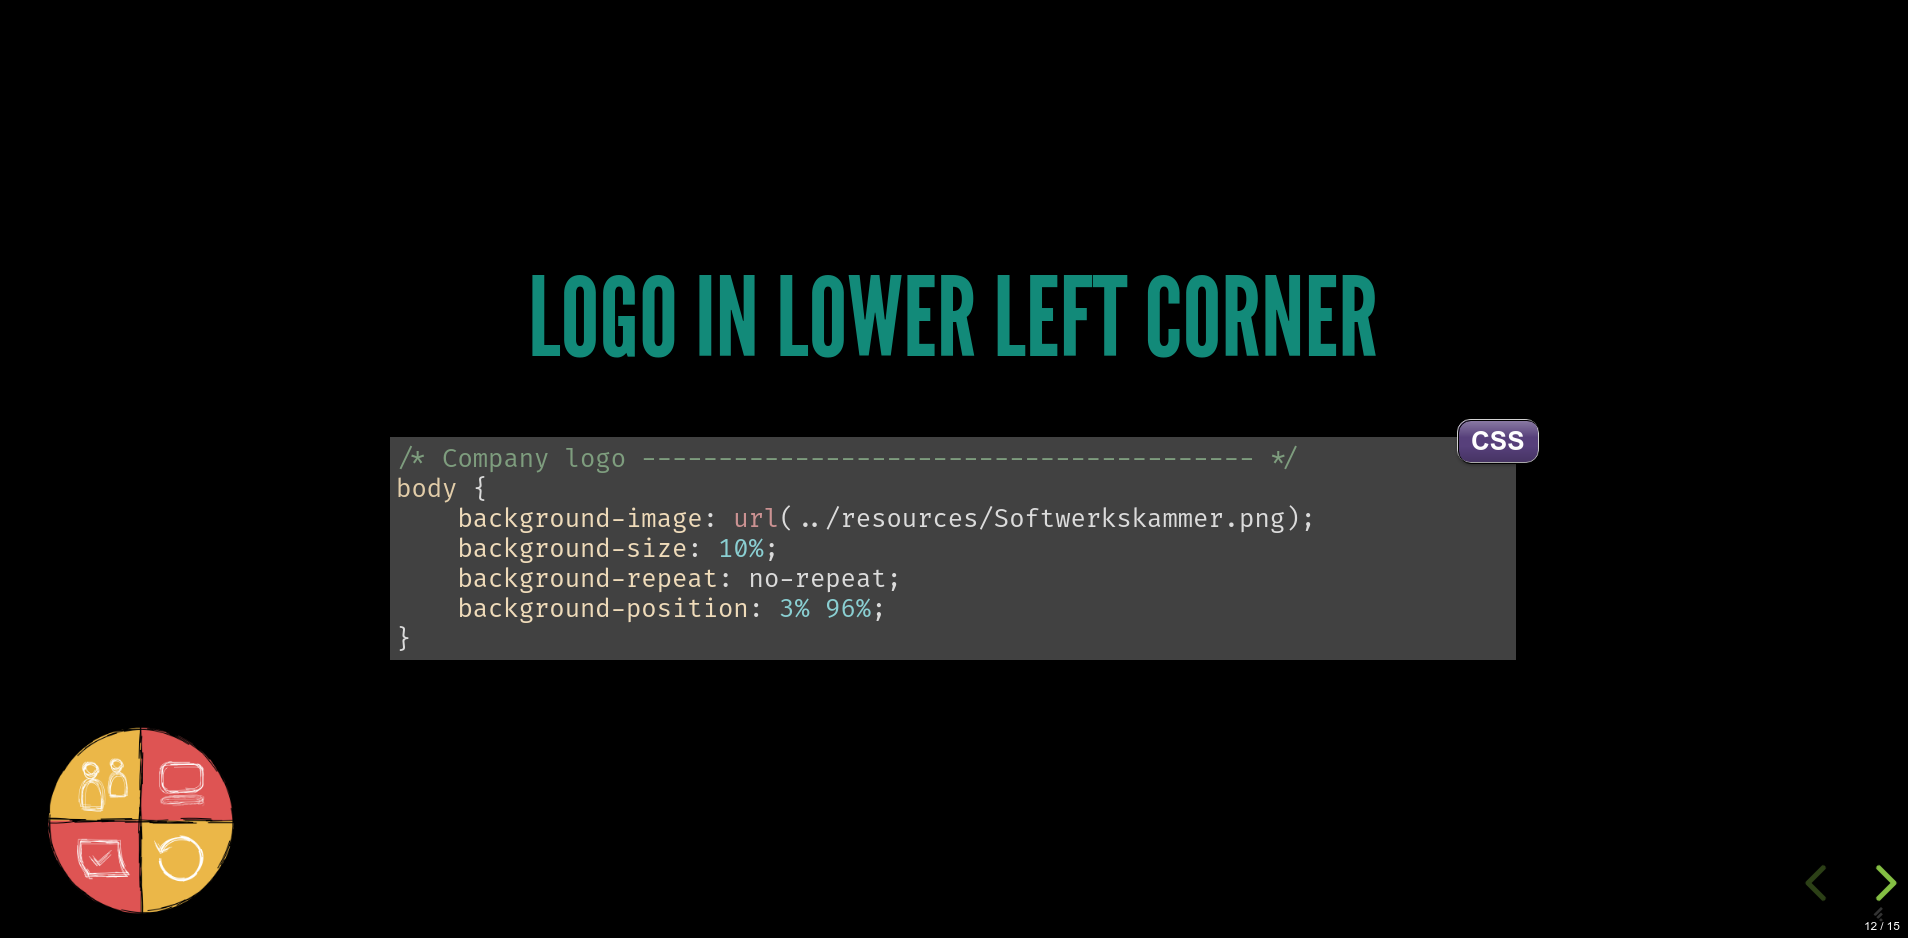 LOGO IN LOWER LEFT CORNER
CSS
/* Company logo ---------------------------------------- */
body {
    background-image: url(../resources/Softwerkskammer.png);
    background-size: 10%;
    background-repeat: no-repeat;
    background-position: 3% 96%;
}
12 / 15